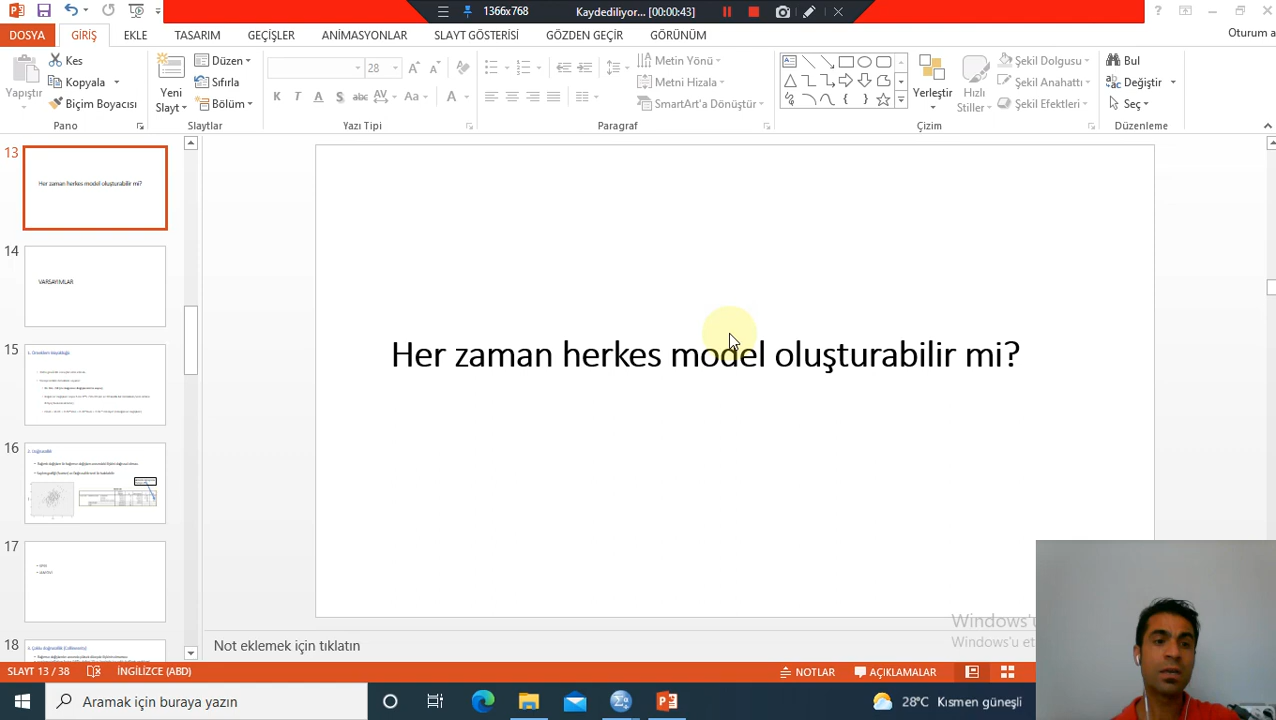 1366x768
Kaydediliyor... [00:00:43]
DOSYA
GİRİŞ
EKLE
TASARIM
GEÇİŞLER
ANİMASYONLAR
SLAYT GÖSTERİSİ
GÖZDEN GEÇİR
GÖRÜNÜM
Oturum a
Yapıştır
Kes
Kopyala
Biçim Boyacısı
Pano
Yeni
Slayt
Düzen
Sıfırla
Bölüm
Slaytlar
28
K T A S abc AV Aa A
Yazı Tipi
Metin Yönü
Metni Hizala
SmartArt'a Dönüştür
Paragraf
Yerleştir
Hızlı
Stiller
Şekil Dolgusu
Şekil Anahattı
Şekil Efektleri
Çizim
Bul
Değiştir
Seç
Düzenleme
13
Her zaman herkes model oluşturabilir mi?
14
VARSAYIMLAR
15
16
2. Doğrusallık
17
18
Her zaman herkes model oluşturabilir mi?
Windows'u
Windows'u et
Not eklemek için tıklatın
SLAYT 13 / 38
İNGİLİZCE (ABD)
NOTLAR
AÇIKLAMALAR
Aramak için buraya yazın
28°C Kısmen güneşli